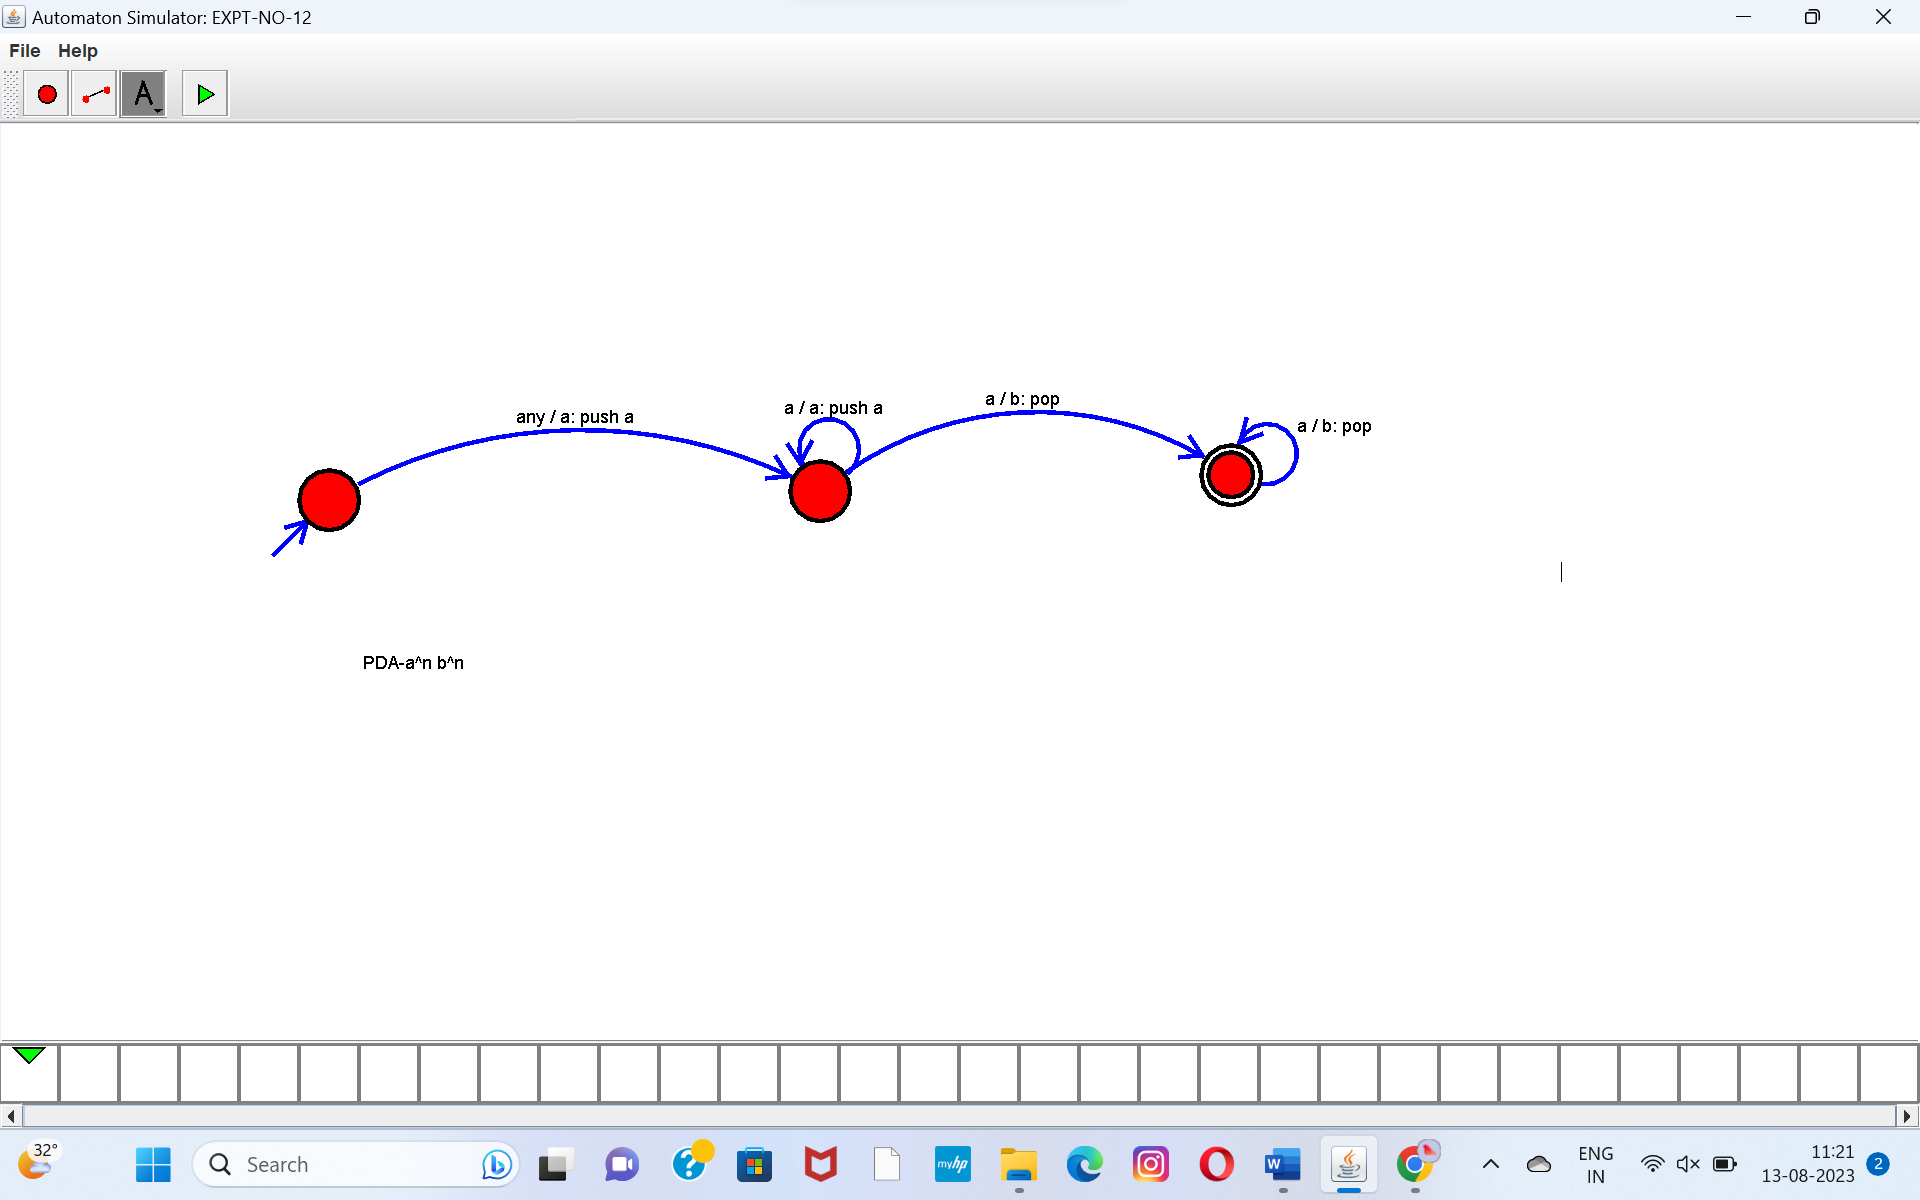 Automaton Simulator: EXPT-NO-12
File Help
A
any / a: push a
a / a: push a
a / b: pop
a / b: pop
PDA-a^n b^n
32°
Search
myhp
W
ENG
IN
11:21
13-08-2023
2